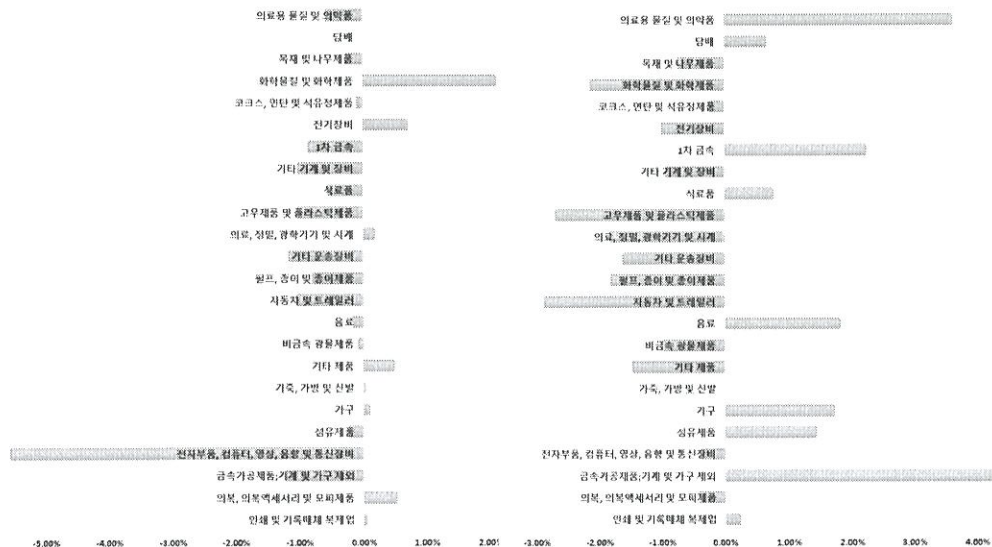 의료용 물질 및 의약품
담배
목재 및 나무제품
화학물질 및 화학제품
코크스, 연탄 및 석유정제품
전기장비
1차 금속
기타 기계 및 장비
식료품
고무제품 및 플라스틱제품
의료, 정밀, 광학기기 및 시계
기타 운송장비
펄프, 종이 및 종이제품
자동차 및 트레일러
음료
비금속 광물제품
기타 제품
가죽, 가방 및 신발
가구
섬유제품
전자부품, 컴퓨터, 영상, 음향 및 통신장비
금속가공제품;기계 및 가구 제외
의복, 의복액세서리 및 모피제품
인쇄 및 기록매체 복제업
-5.00% -4.00% -3.00% -2.00% -1.00% 0.00% 1.00% 2.00%
의료용 물질 및 의약품
담배
목재 및 나무제품
화학물질 및 화학제품
코크스, 연탄 및 석유정제품
전기장비
1차 금속
기타 기계 및 장비
식료품
고무제품 및 플라스틱제품
의료, 정밀, 광학기기 및 시계
기타 운송장비
펄프, 종이 및 종이제품
자동차 및 트레일러
음료
비금속 광물제품
기타 제품
가죽, 가방 및 신발
가구
섬유제품
전자부품, 컴퓨터, 영상, 음향 및 통신장비
금속가공제품;기계 및 가구 제외
의복, 의복액세서리 및 모피제품
인쇄 및 기록매체 복제업
-3.00% -2.00% -1.00% 0.00% 1.00% 2.00% 3.00% 4.00%